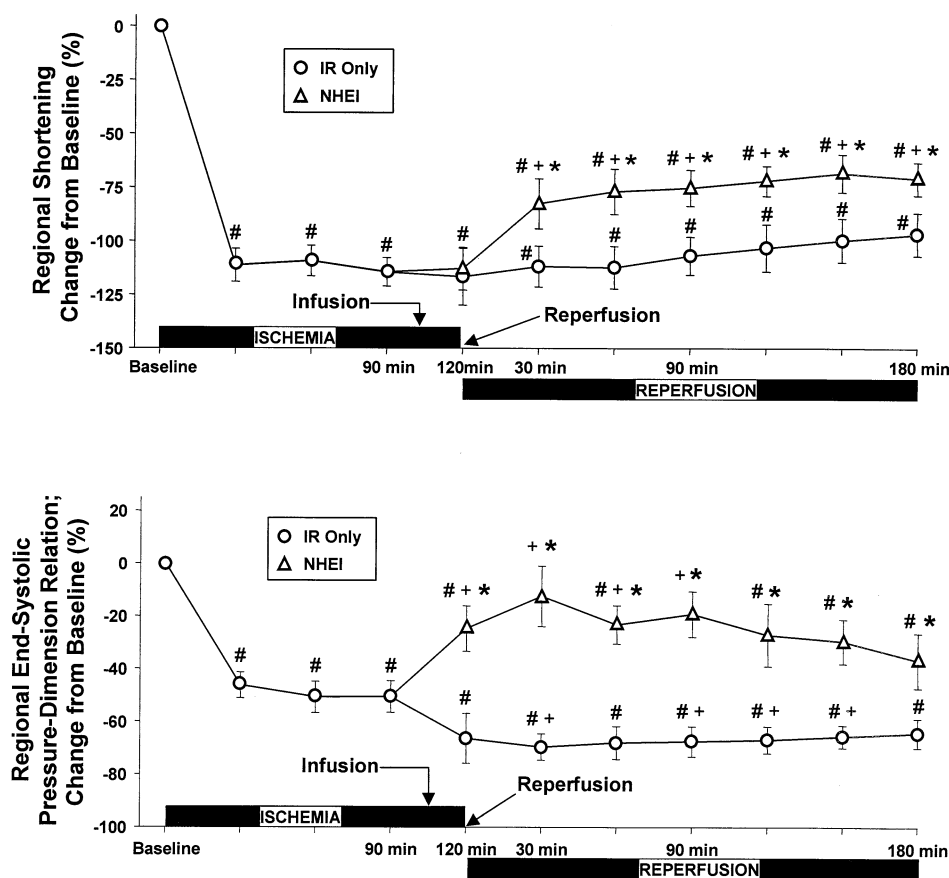 Regional Shortening
Change from Baseline (%)
0
-25
-50
-75
-100
-125
-150
IR Only
NHEI
# + * # + * # + * # + * # + * # + *
# # # # # # # # # #
Infusion
Reperfusion
ISCHEMIA
Baseline 90 min 120min 30 min 90 min 180 min
REPERFUSION
Regional End-Systolic
Pressure-Dimension Relation;
Change from Baseline (%)
20
0
-20
-40
-60
-80
-100
IR Only
NHEI
# # # # + * + * # + * + * # * # * # *
# # + # # + # + # + #
Infusion
Reperfusion
ISCHEMIA
Baseline 90 min 120 min 30 min 90 min 180 min
REPERFUSION